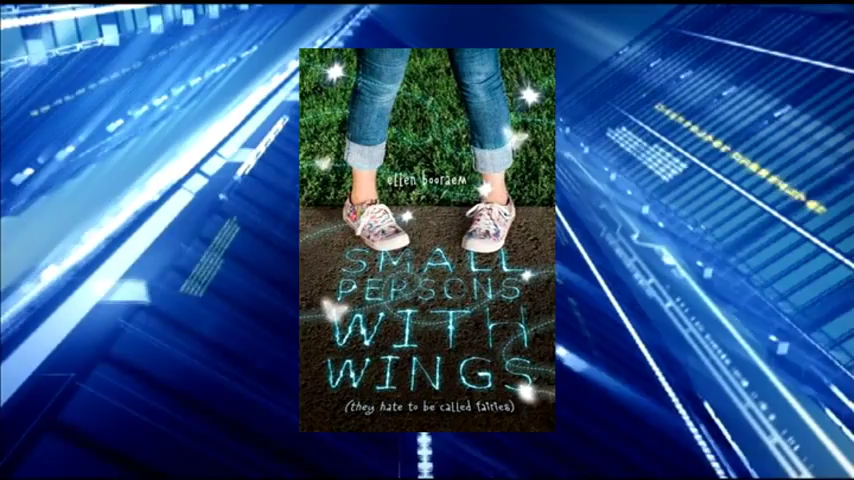 ellen booraem
SMALL
PERSONS
WITH
WINGS
(they hate to be called fairies)